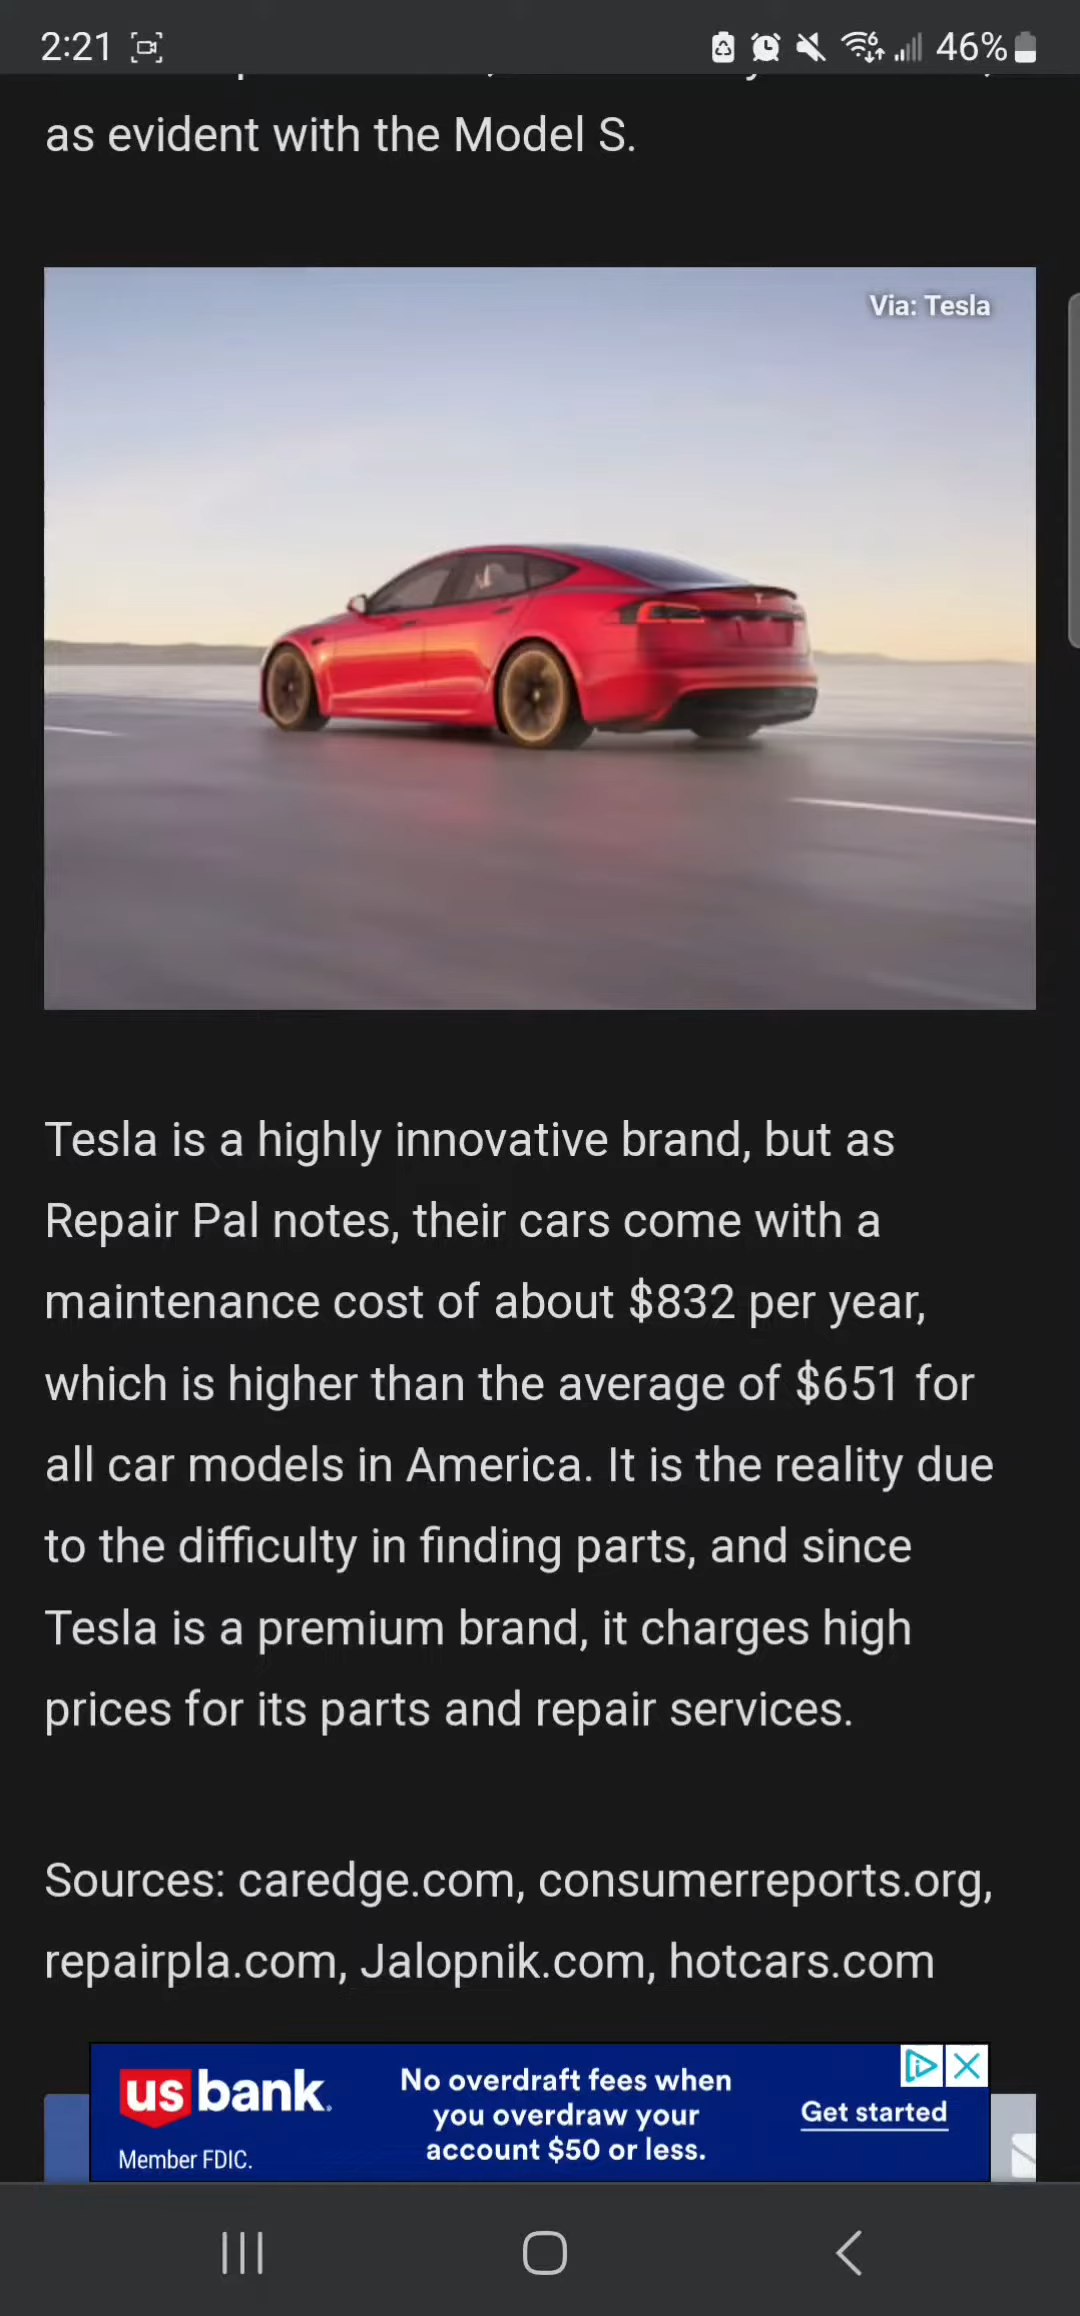 2:21
46%
as evident with the Model S.
Via: Tesla
Tesla is a highly innovative brand, but as
Repair Pal notes, their cars come with a
maintenance cost of about $832 per year,
which is higher than the average of $651 for
all car models in America. It is the reality due
to the difficulty in finding parts, and since
Tesla is a premium brand, it charges high
prices for its parts and repair services.
Sources: caredge.com, consumerreports.org,
repairpla.com, Jalopnik.com, hotcars.com
us bank.
Member FDIC.
No overdraft fees when
you overdraw your
account $50 or less.
Get started